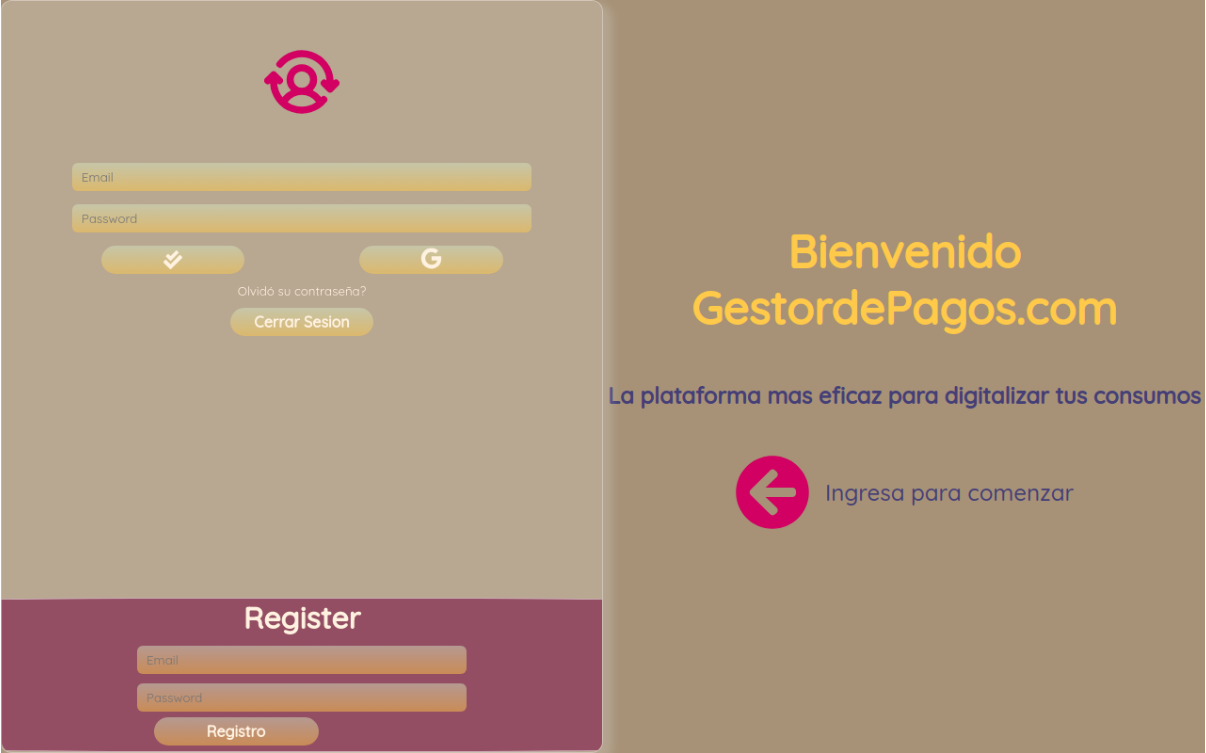 Email
Password
G
Olvidó su contraseña?
Cerrar Sesion
Register
Email
Password
Registro
Bienvenido
GestordePagos.com
La plataforma mas eficaz para digitalizar tus consumos
Ingresa para comenzar